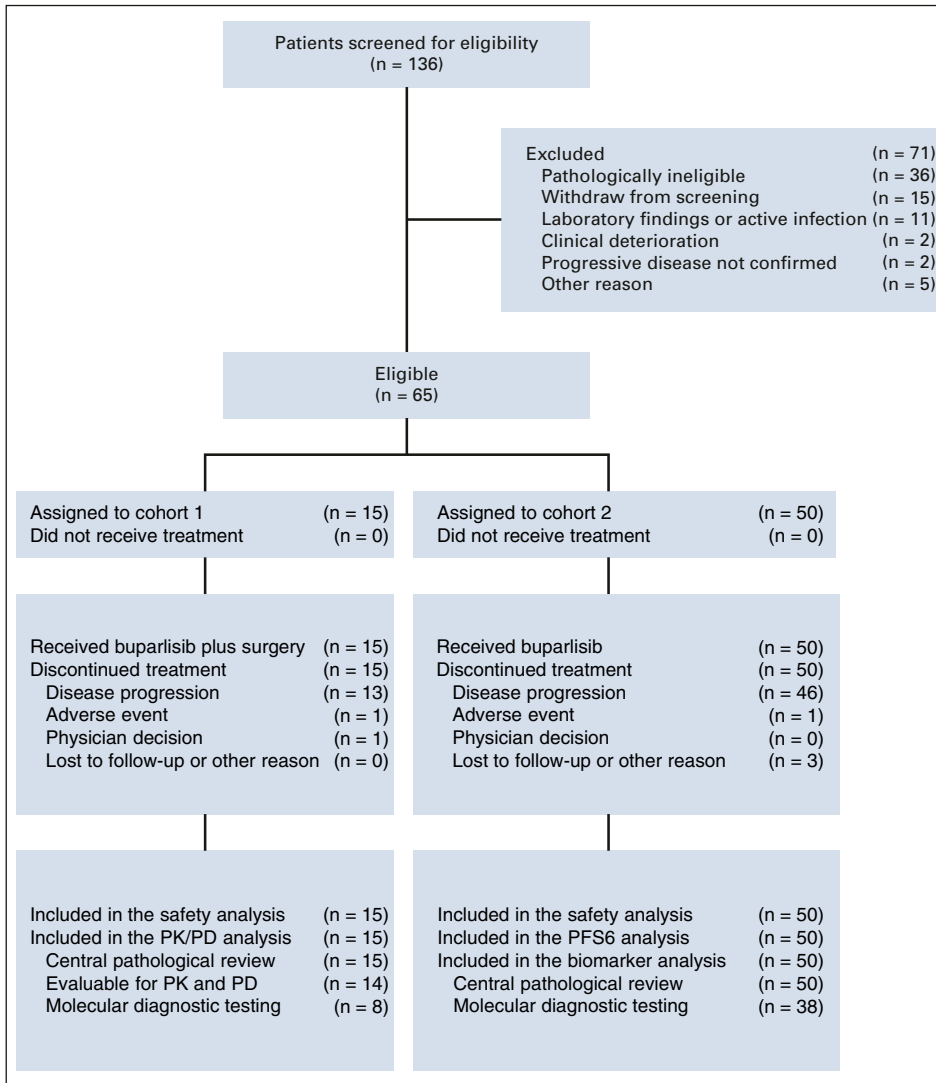 Patients screened for eligibility
(n = 136)
Excluded (n = 71)
Pathologically ineligible (n = 36)
Withdraw from screening (n = 15)
Laboratory findings or active infection (n = 11)
Clinical deterioration (n = 2)
Progressive disease not confirmed (n = 2)
Other reason (n = 5)
Eligible
(n = 65)
Assigned to cohort 1 (n = 15)
Did not receive treatment (n = 0)
Assigned to cohort 2 (n = 50)
Did not receive treatment (n = 0)
Received buparlisib plus surgery (n = 15)
Discontinued treatment (n = 15)
Disease progression (n = 13)
Adverse event (n = 1)
Physician decision (n = 1)
Lost to follow-up or other reason (n = 0)
Received buparlisib (n = 50)
Discontinued treatment (n = 50)
Disease progression (n = 46)
Adverse event (n = 1)
Physician decision (n = 0)
Lost to follow-up or other reason (n = 3)
Included in the safety analysis (n = 15)
Included in the PK/PD analysis (n = 15)
Central pathological review (n = 15)
Evaluable for PK and PD (n = 14)
Molecular diagnostic testing (n = 8)
Included in the safety analysis (n = 50)
Included in the PFS6 analysis (n = 50)
Included in the biomarker analysis (n = 50)
Central pathological review (n = 50)
Molecular diagnostic testing (n = 38)